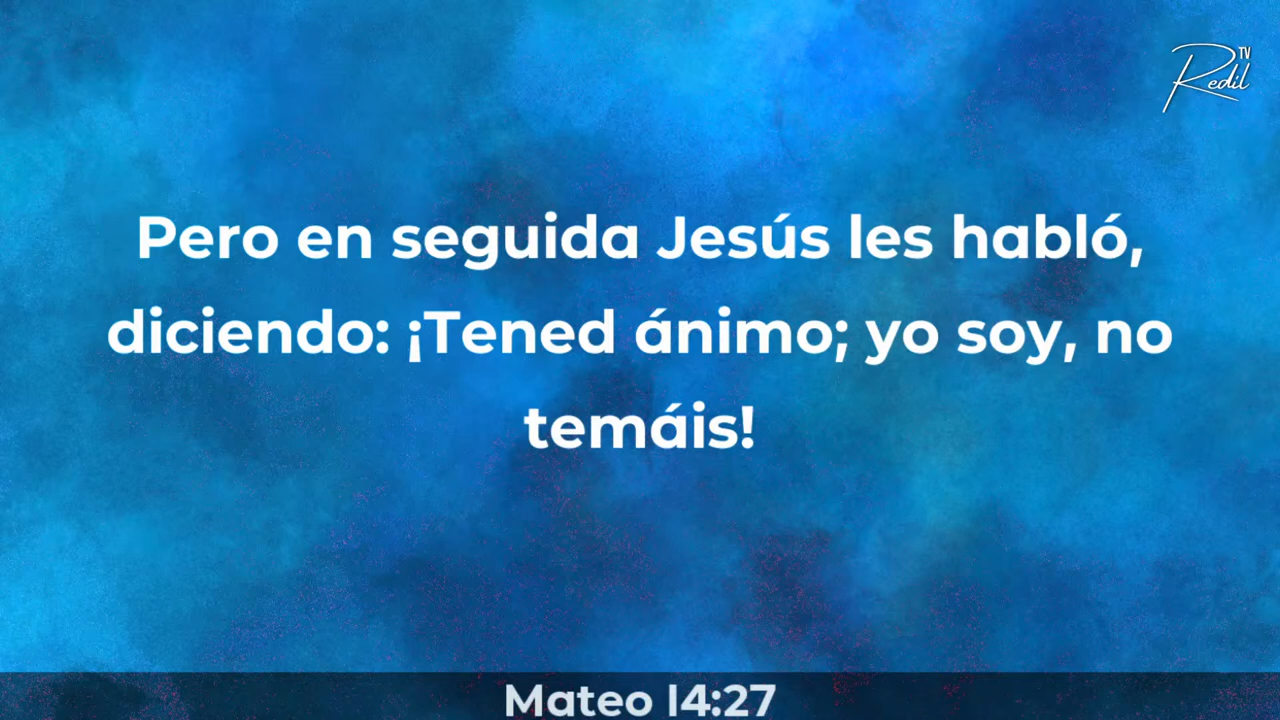 TV
Redil
Pero en seguida Jesús les habló,
diciendo: ¡Tened ánimo; yo soy, no
temáis!
Mateo 14:27